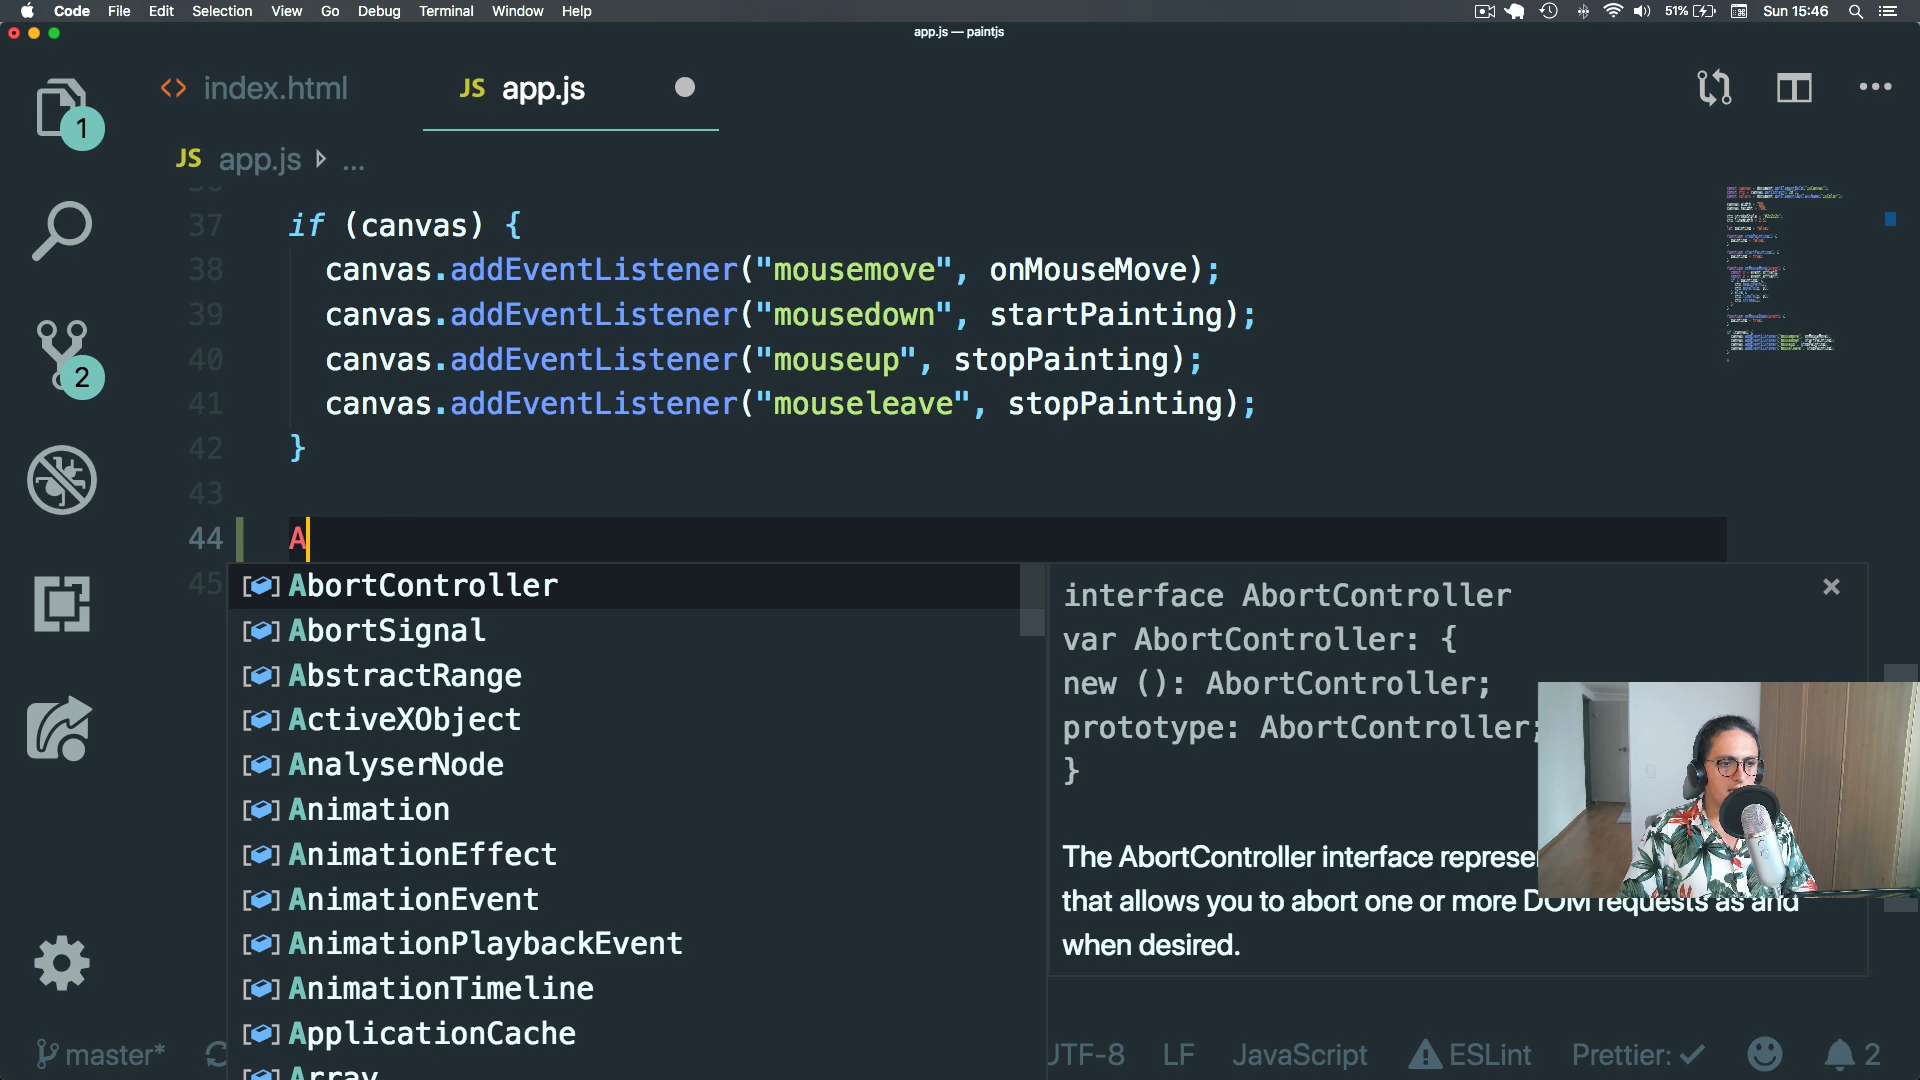 Code File Edit Selection View Go Debug Terminal Window Help 51% Sun 15:46
app.js — paintjs
index.html JS app.js
1
JS app.js ...
37 if (canvas) {
38 canvas.addEventListener("mousemove", onMouseMove);
39 canvas.addEventListener("mousedown", startPainting);
40 canvas.addEventListener("mouseup", stopPainting);
2
41 canvas.addEventListener("mouseleave", stopPainting);
42 }
43
44 A
45
AbortController
AbortSignal
AbstractRange
ActiveXObject
AnalyserNode
Animation
AnimationEffect
AnimationEvent
AnimationPlaybackEvent
AnimationTimeline
ApplicationCache
Array
interface AbortController
var AbortController: {
new (): AbortController;
prototype: AbortController;
}
The AbortController interface
that allows you to abort one or more DOM requests as and
when desired.
master* UTF-8 LF JavaScript ESLint Prettier: 2